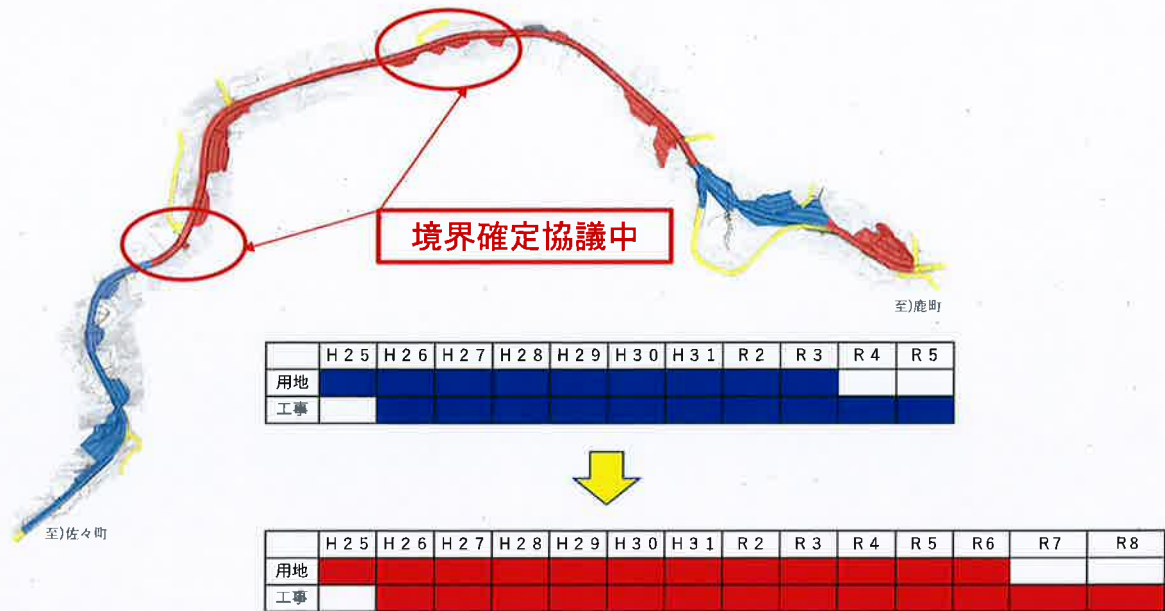 境界確定協議中
至)鹿町
H25 H26 H27 H28 H29 H30 H31 R2 R3 R4 R5
用地
工事
至)佐々町
H25 H26 H27 H28 H29 H30 H31 R2 R3 R4 R5 R6 R7 R8
用地
工事